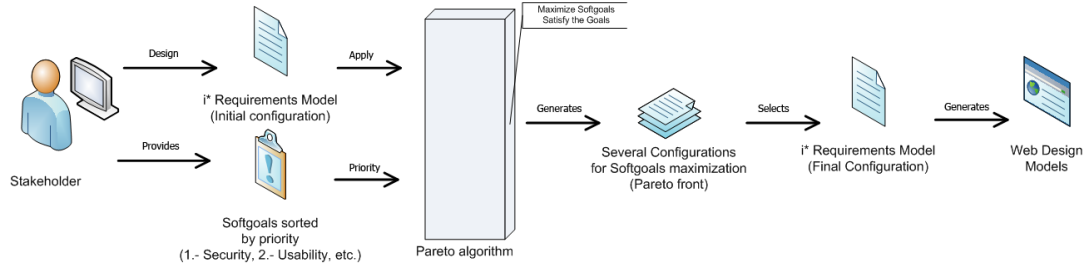 Maximize Softgoals
Satisfy the Goals
Design
Apply
i* Requirements Model
(Initial configuration)
Generates
Selects
Generates
Provides
Priority
Stakeholder
Several Configurations
for Softgoals maximization
(Pareto front)
i* Requirements Model
(Final Configuration)
Web Design
Models
Softgoals sorted
by priority
(1.- Security, 2.- Usability, etc.)
Pareto algorithm